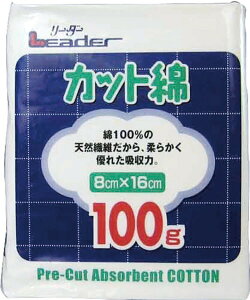 リーダー
Leader
カット綿
綿100%の
天然繊維だから、柔らかく
優れた吸収力。
8cm×16cm
100g
Pre-Cut Absorbent COTTON